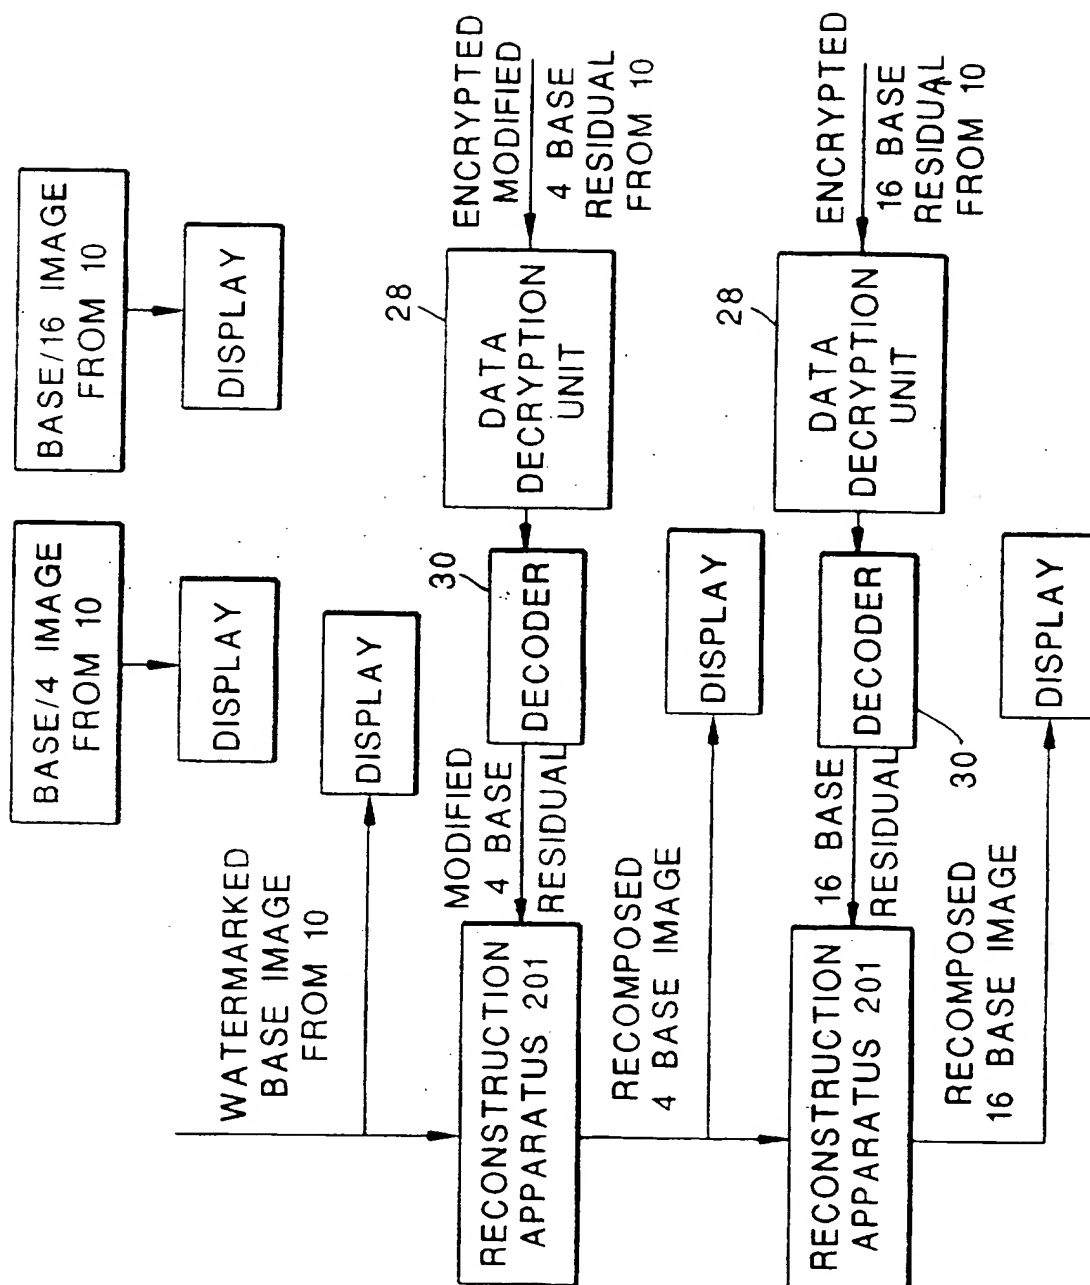 BASE/4 IMAGE
FROM 10
BASE/16 IMAGE
FROM 10
DISPLAY
DISPLAY
WATERMARKED
BASE IMAGE
FROM 10
DISPLAY
ENCRYPTED
MODIFIED
4 BASE
RESIDUAL
FROM 10
28
30
MODIFIED
4 BASE
RESIDUAL
RECONSTRUCTION
APPARATUS 201
DECODER
DATA
DECRYPTION
UNIT
RECOMPOSED
4 BASE IMAGE
DISPLAY
ENCRYPTED
16 BASE
RESIDUAL
FROM 10
28
16 BASE
RESIDUAL
RECONSTRUCTION
APPARATUS 201
DECODER
DATA
DECRYPTION
UNIT
30
RECOMPOSED
16 BASE IMAGE
DISPLAY